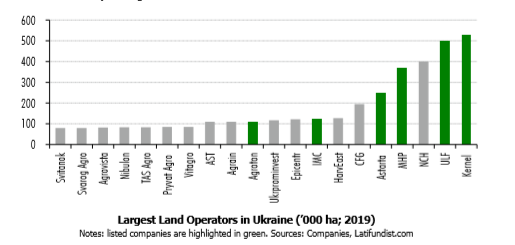 600
500
400
300
200
100
0
Svitanok
Svarog Agro
Agrovista
Nibulon
TAS Agro
Pryvat Agro
Vitagro
AST
Agrain
Agroton
Ukrprominvest
Epicentr
IMC
HarvEast
CFG
Astarta
MHP
NCH
ULF
Kernel
Largest Land Operators in Ukraine ('000 ha; 2019)
Notes: listed companies are highlighted in green. Sources: Companies, Latifundist.com